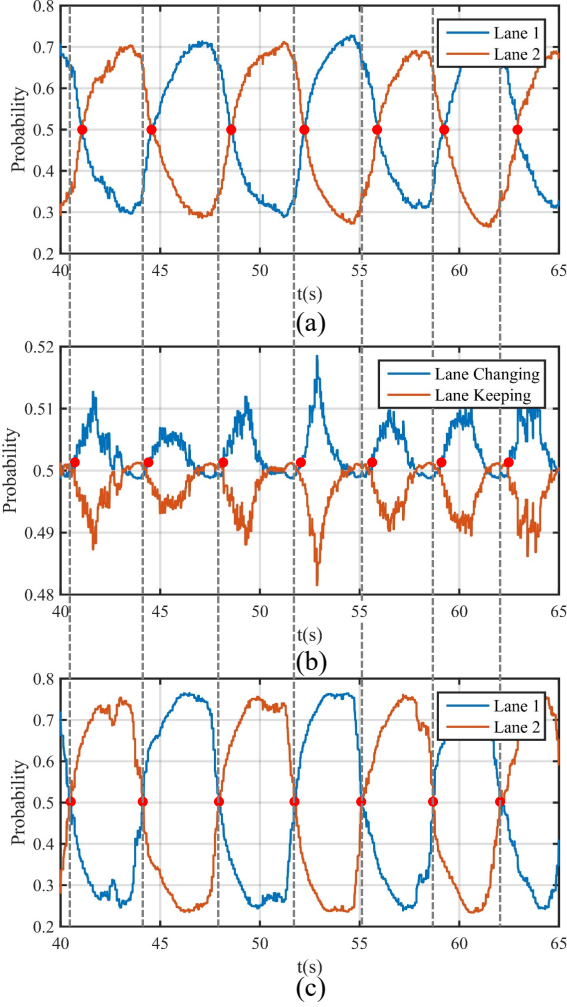 0.8
0.7
0.6
0.5
0.4
0.3
0.2
Probability
Lane 1
Lane 2
40 45 50 55 60 65
t(s)
(a)
0.52
0.51
0.5
0.49
0.48
Probability
Lane Changing
Lane Keeping
40 45 50 55 60 65
t(s)
(b)
0.8
0.7
0.6
0.5
0.4
0.3
0.2
Probability
Lane 1
Lane 2
40 45 50 55 60 65
t(s)
(c)